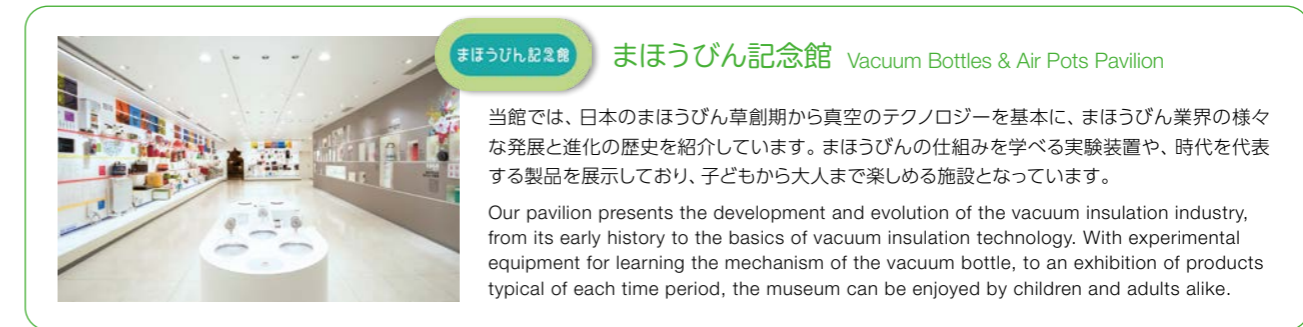 まほうびん記念館
まほうびん記念館 Vacuum Bottles & Air Pots Pavilion
当館では、日本のまほうびん草創期から真空のテクノロジーを基本に、まほうびん業界の様々
な発展と進化の歴史を紹介しています。まほうびんの仕組みを学べる実験装置や、時代を代表
する製品を展示しており、子どもから大人まで楽しめる施設となっています。
Our pavilion presents the development and evolution of the vacuum insulation industry,
from its early history to the basics of vacuum insulation technology. With experimental
equipment for learning the mechanism of the vacuum bottle, to an exhibition of products
typical of each time period, the museum can be enjoyed by children and adults alike.